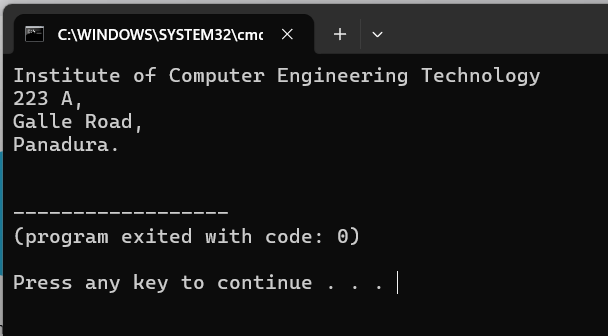 C:\WINDOWS\SYSTEM32\cmd
Institute of Computer Engineering Technology
223 A,
Galle Road,
Panadura.
------------------
(program exited with code: 0)
Press any key to continue . . .